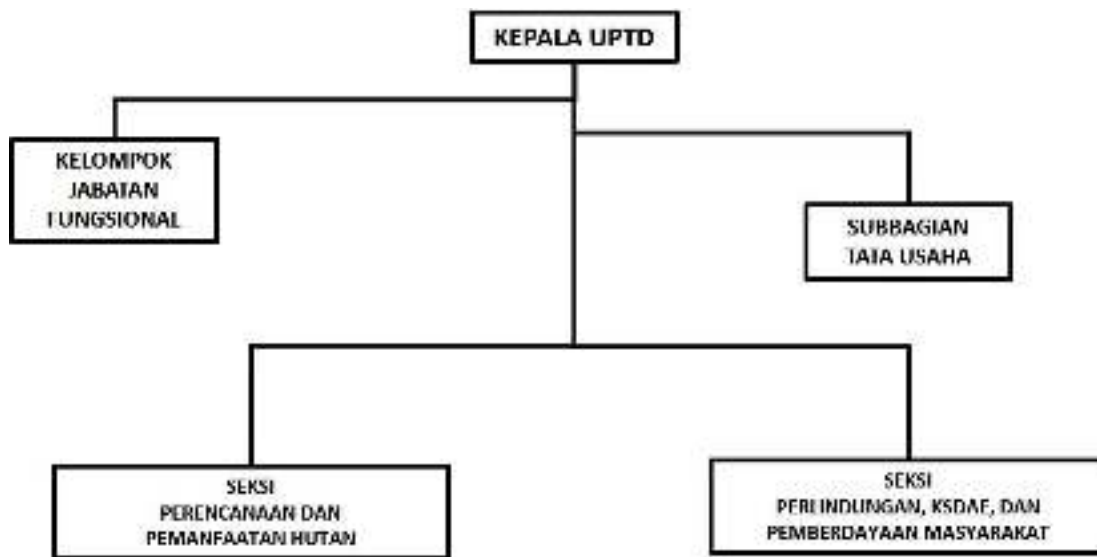 KEPALA UPTD
KELOMPOK
JABATAN
FUNGSIONAL
SUBBAGIAN
TATA USAHA
SEKSI
PERENCANAAN DAN
PEMANFAATAN HUTAN
SEKSI
PERLINDUNGAN, KSDAE, DAN
PEMBERDAYAAN MASYARAKAT